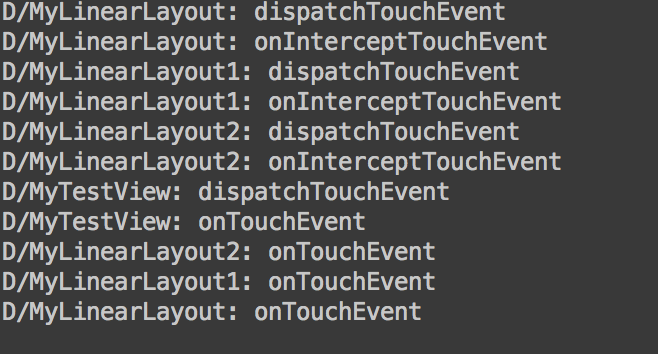 D/MyLinearLayout: dispatchTouchEvent
D/MyLinearLayout: onInterceptTouchEvent
D/MyLinearLayout1: dispatchTouchEvent
D/MyLinearLayout1: onInterceptTouchEvent
D/MyLinearLayout2: dispatchTouchEvent
D/MyLinearLayout2: onInterceptTouchEvent
D/MyTestView: dispatchTouchEvent
D/MyTestView: onTouchEvent
D/MyLinearLayout2: onTouchEvent
D/MyLinearLayout1: onTouchEvent
D/MyLinearLayout: onTouchEvent